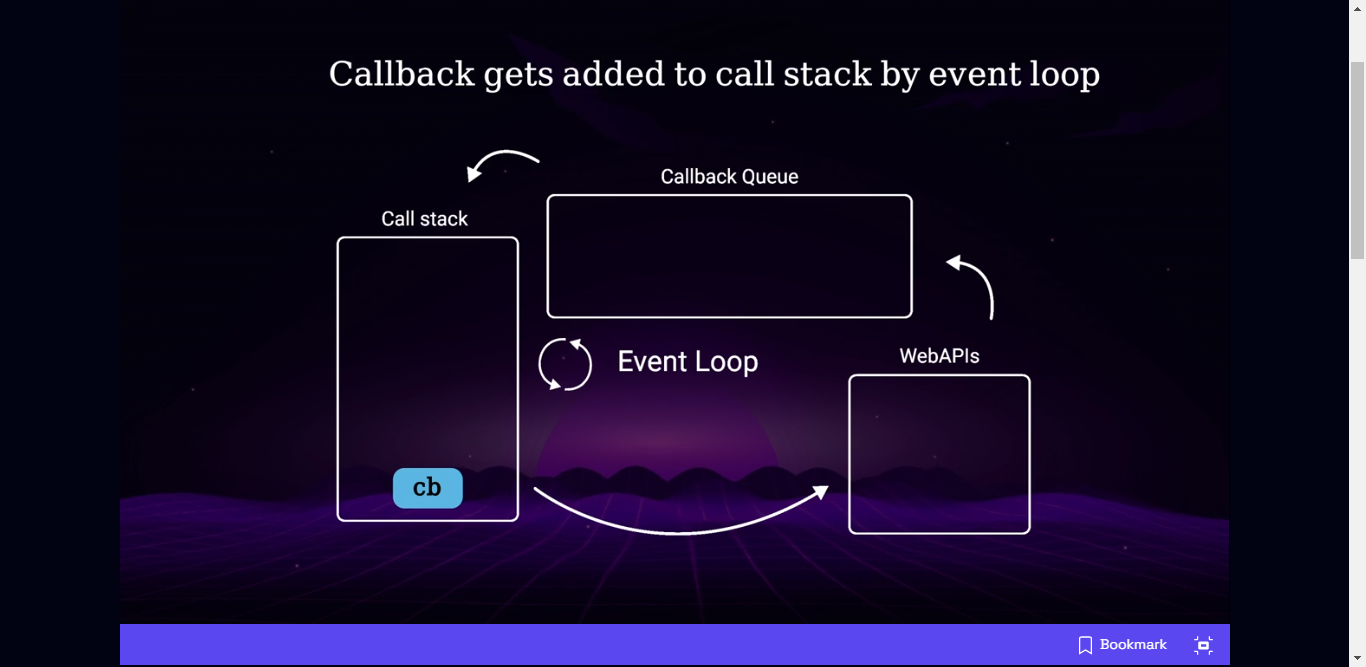 Callback gets added to call stack by event loop
Callback Queue
Call stack
Event Loop
WebAPIs
cb
Bookmark